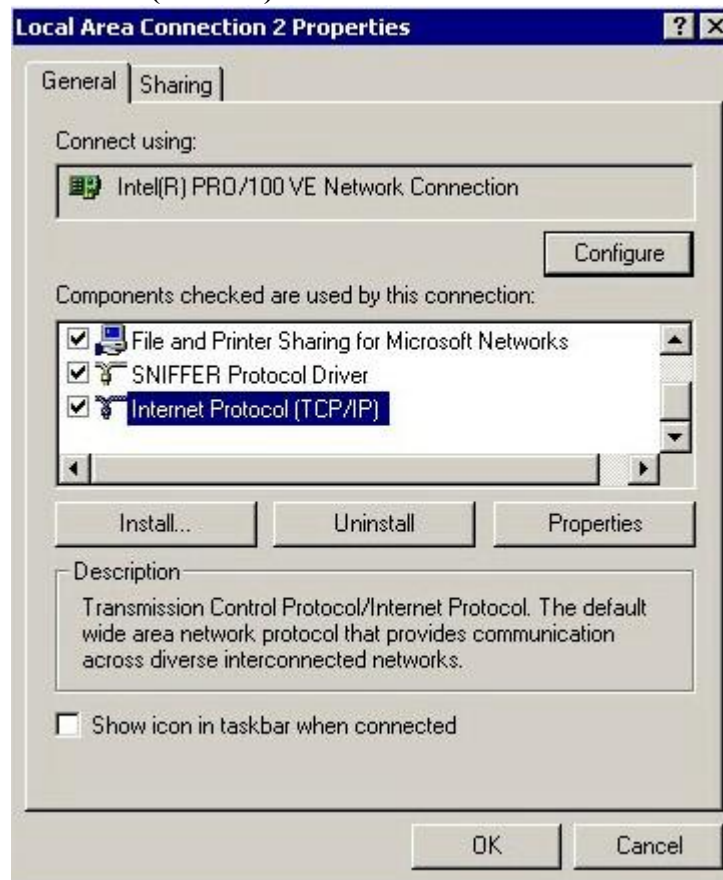 Local Area Connection 2 Properties
General
Sharing
Connect using:
Intel(R) PRO/100 VE Network Connection
Configure
Components checked are used by this connection:
File and Printer Sharing for Microsoft Networks
SNIFFER Protocol Driver
Internet Protocol (TCP/IP)
Install...
Uninstall
Properties
Description
Transmission Control Protocol/Internet Protocol. The default
wide area network protocol that provides communication
across diverse interconnected networks.
Show icon in taskbar when connected
OK
Cancel